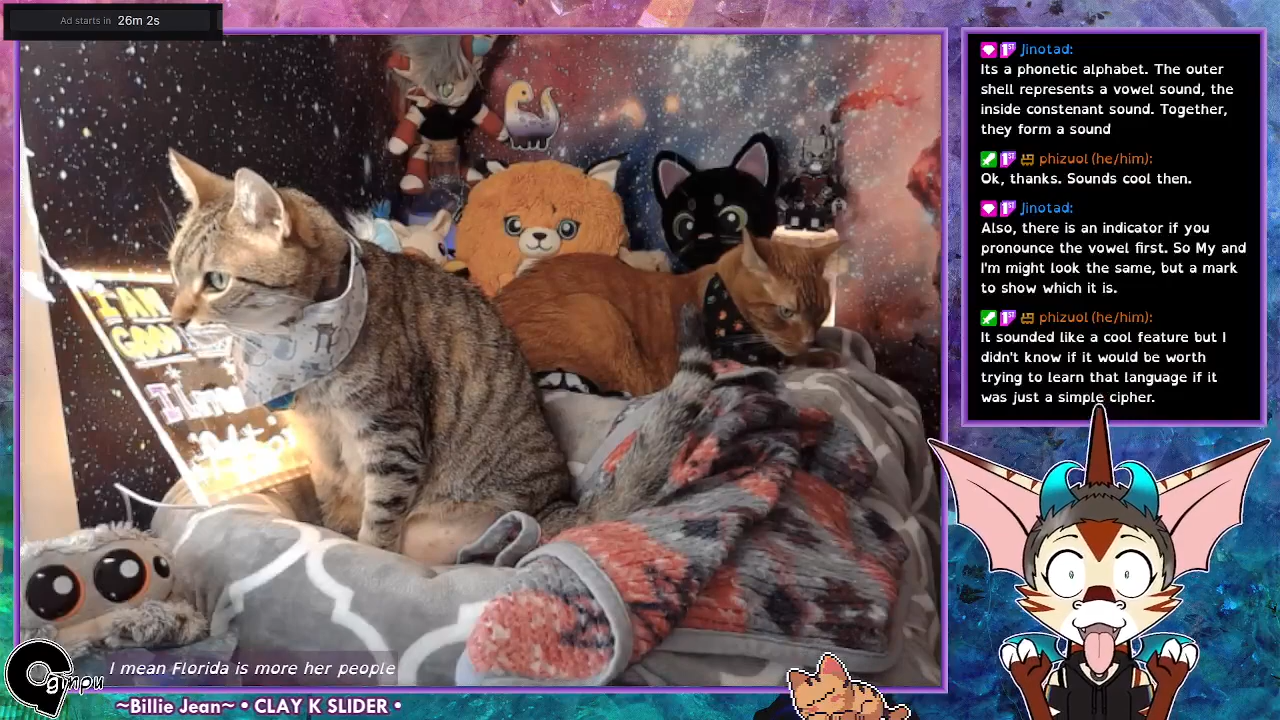 Ad starts in 26m 2s
Jinotad:
Its a phonetic alphabet. The outer
shell represents a vowel sound, the
inside constenant sound. Together,
they form a sound
phizuol (he/him):
Ok, thanks. Sounds cool then.
Jinotad:
Also, there is an indicator if you
pronounce the vowel first. So My and
I'm might look the same, but a mark
to show which it is.
phizuol (he/him):
It sounded like a cool feature but I
didn't know if it would be worth
trying to learn that language if it
was just a simple cipher.
I AM
I mean Florida is more her people
ginpu
~Billie Jean~ • CLAY K SLIDER •